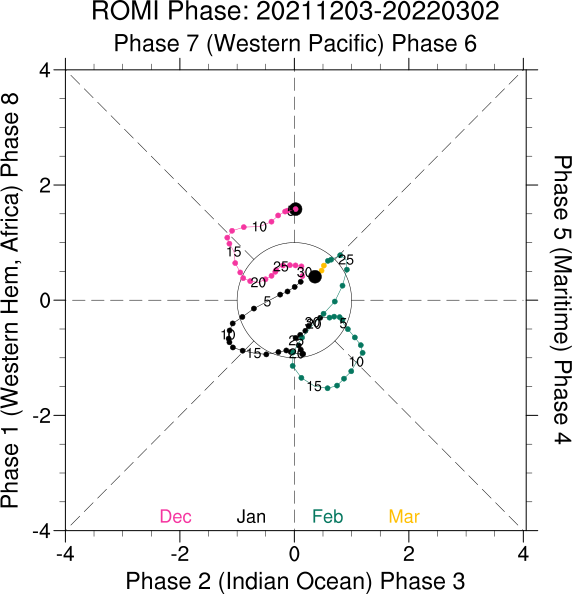 ROMI Phase: 20211203-20220302
Phase 7 (Western Pacific) Phase 6
Phase 1 (Western Hem, Africa) Phase 8
Phase 5 (Maritime) Phase 4
4
2
0
-2
-4
10
15
20
25
30
5
10
15
25
25
30
5
10
15
25
Dec Jan Feb Mar
-4 -2 0 2 4
Phase 2 (Indian Ocean) Phase 3